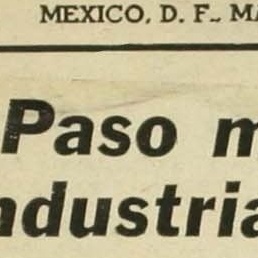 MEXICO, D. F., MA
Paso m
ndustria